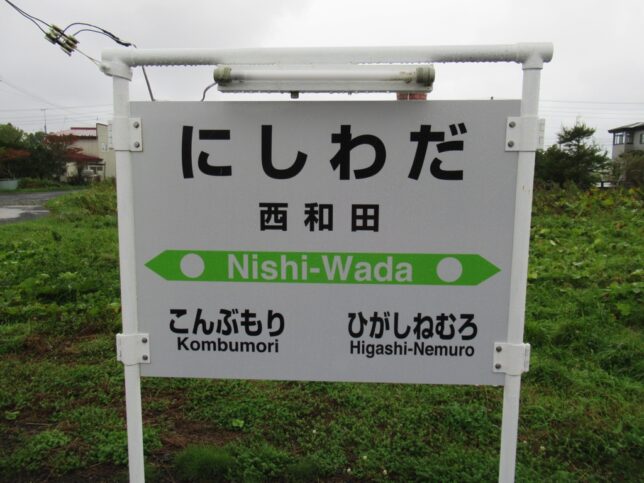 にしわだ
西和田
Nishi-Wada
こんぶもり
Kombumori
ひがしねむろ
Higashi-Nemuro